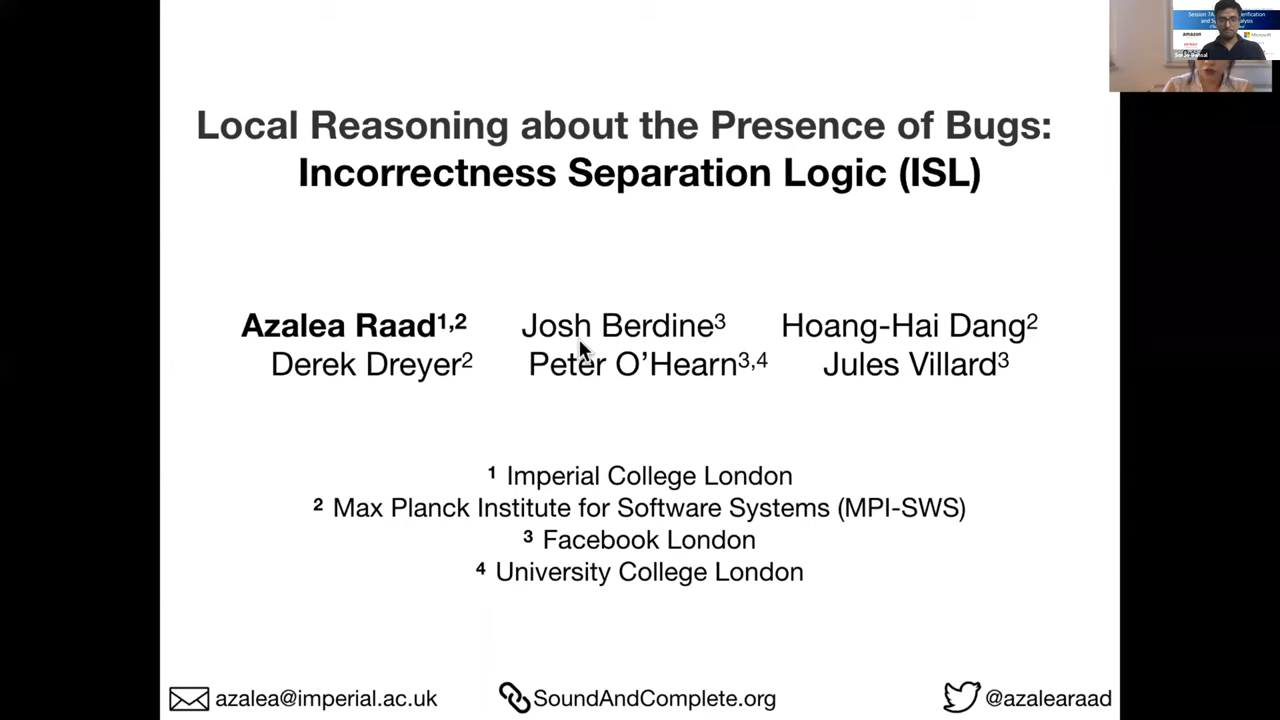 Local Reasoning about the Presence of Bugs:
Incorrectness Separation Logic (ISL)
Azalea Raad1,2 Josh Berdine3 Hoang-Hai Dang2
Derek Dreyer2 Peter O’Hearn3,4 Jules Villard3
1 Imperial College London
2 Max Planck Institute for Software Systems (MPI-SWS)
3 Facebook London
4 University College London
azalea@imperial.ac.uk SoundAndComplete.org @azalearaad
amazon
Microsoft